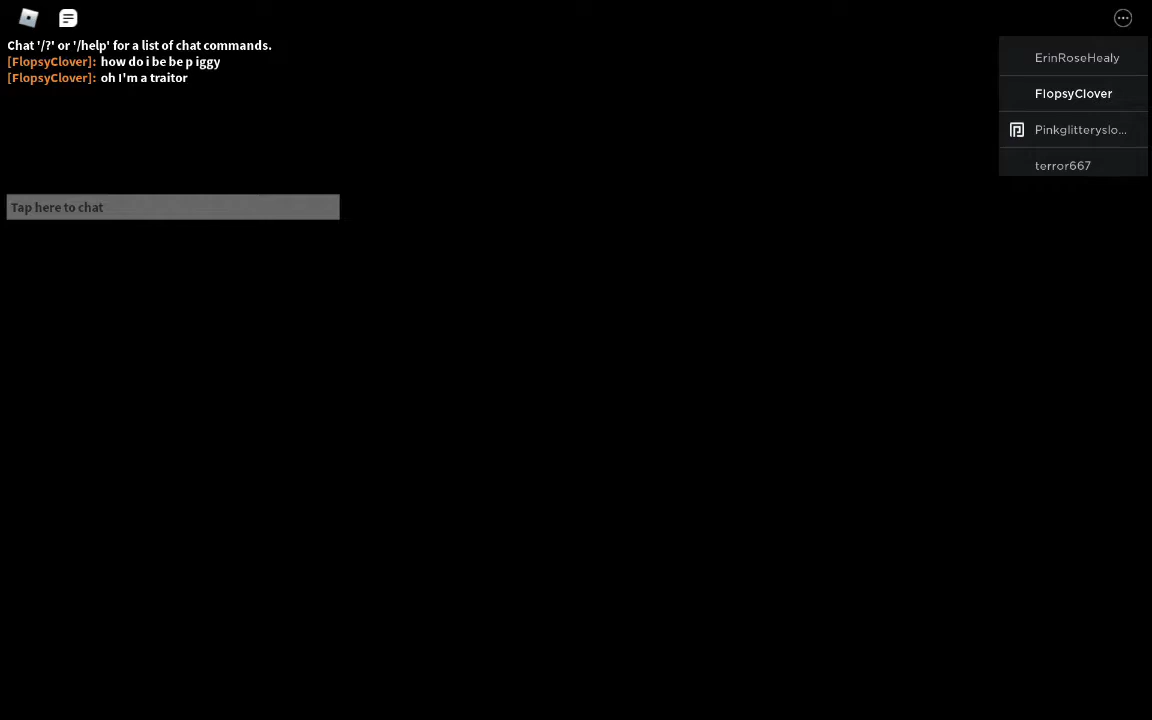 Chat '/?' or '/help' for a list of chat commands.
[FlopsyClover]: how do i be be p iggy
[FlopsyClover]: oh I'm a traitor
Tap here to chat
ErinRoseHealy
FlopsyClover
Pinkglitteryslo...
terror667